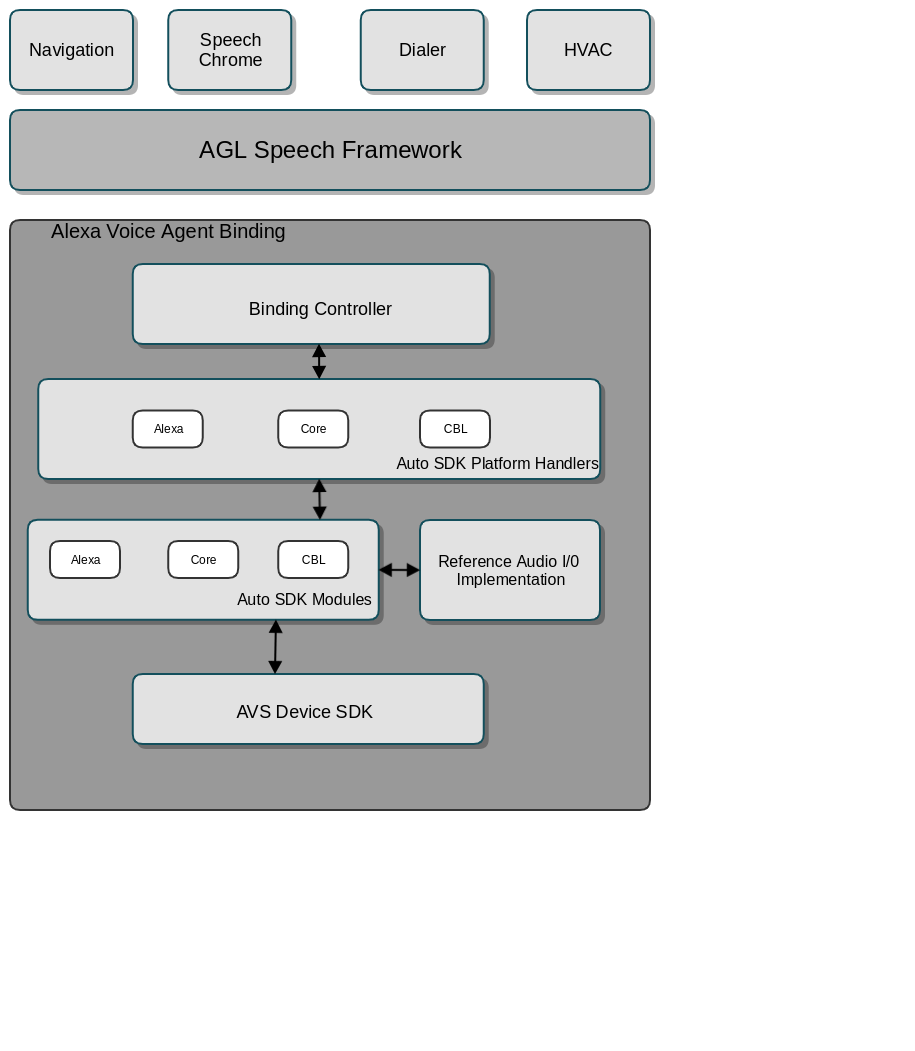 Navigation
Speech
Chrome
Dialer
HVAC
AGL Speech Framework
Alexa Voice Agent Binding
Binding Controller
Alexa
Core
CBL
Auto SDK Platform Handlers
Alexa
Core
CBL
Auto SDK Modules
Reference Audio I/0
Implementation
AVS Device SDK